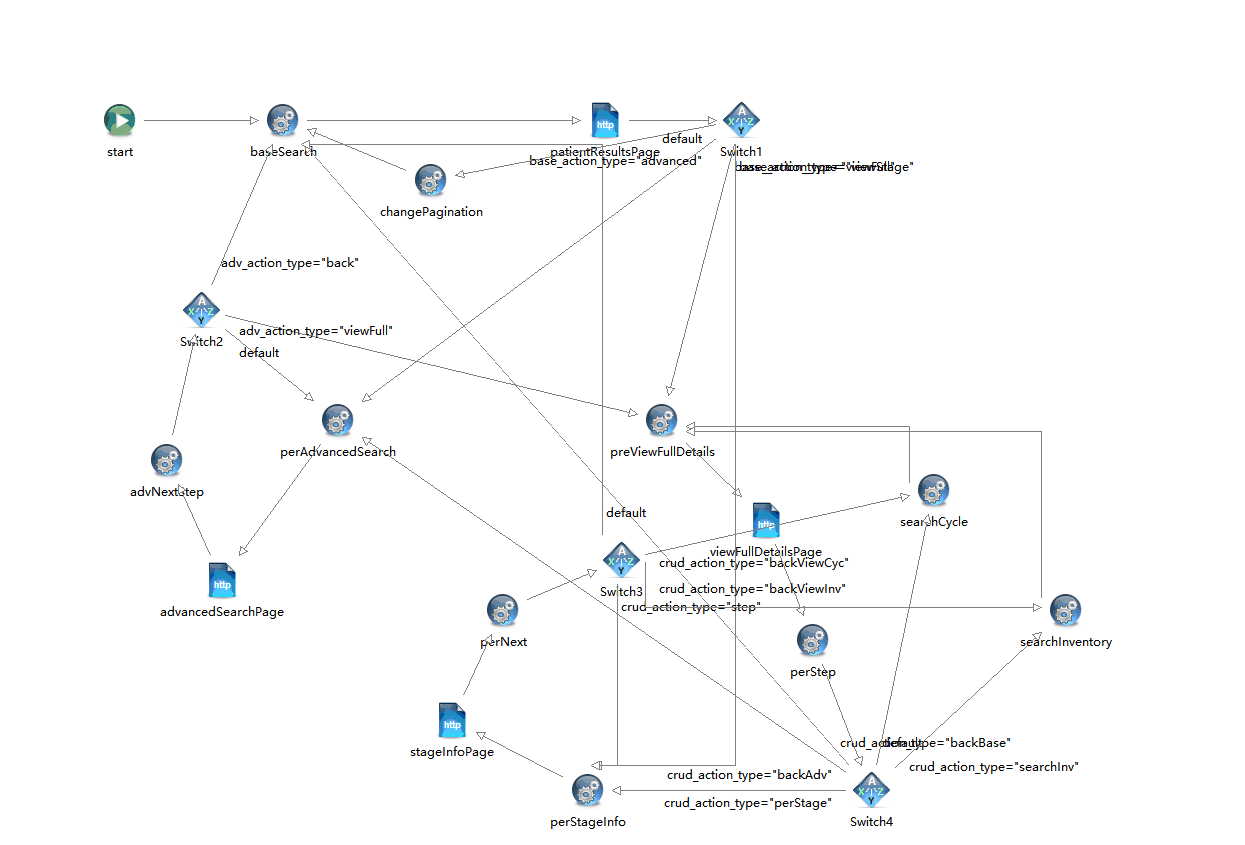 http
A
X Z
Y
start
baseSearch
patientResultsPage
Switch1
default
base_action_type="advanced"
base_action_type="viewStage"
changePagination
adv_action_type="back"
A
X Z
Y
Switch2
adv_action_type="viewFull"
default
perAdvancedSearch
preViewFullDetails
advNextStep
searchCycle
default
http
viewFullDetailsPage
A
X Z
Y
Switch3
crud_action_type="backViewCyc"
crud_action_type="backViewInv"
crud_action_type="step"
http
advancedSearchPage
perNext
searchInventory
perStep
http
stageInfoPage
crud_action_type="backBase"
default
crud_action_type="searchInv"
crud_action_type="backAdv"
crud_action_type="perStage"
A
X Z
Y
perStageInfo
Switch4